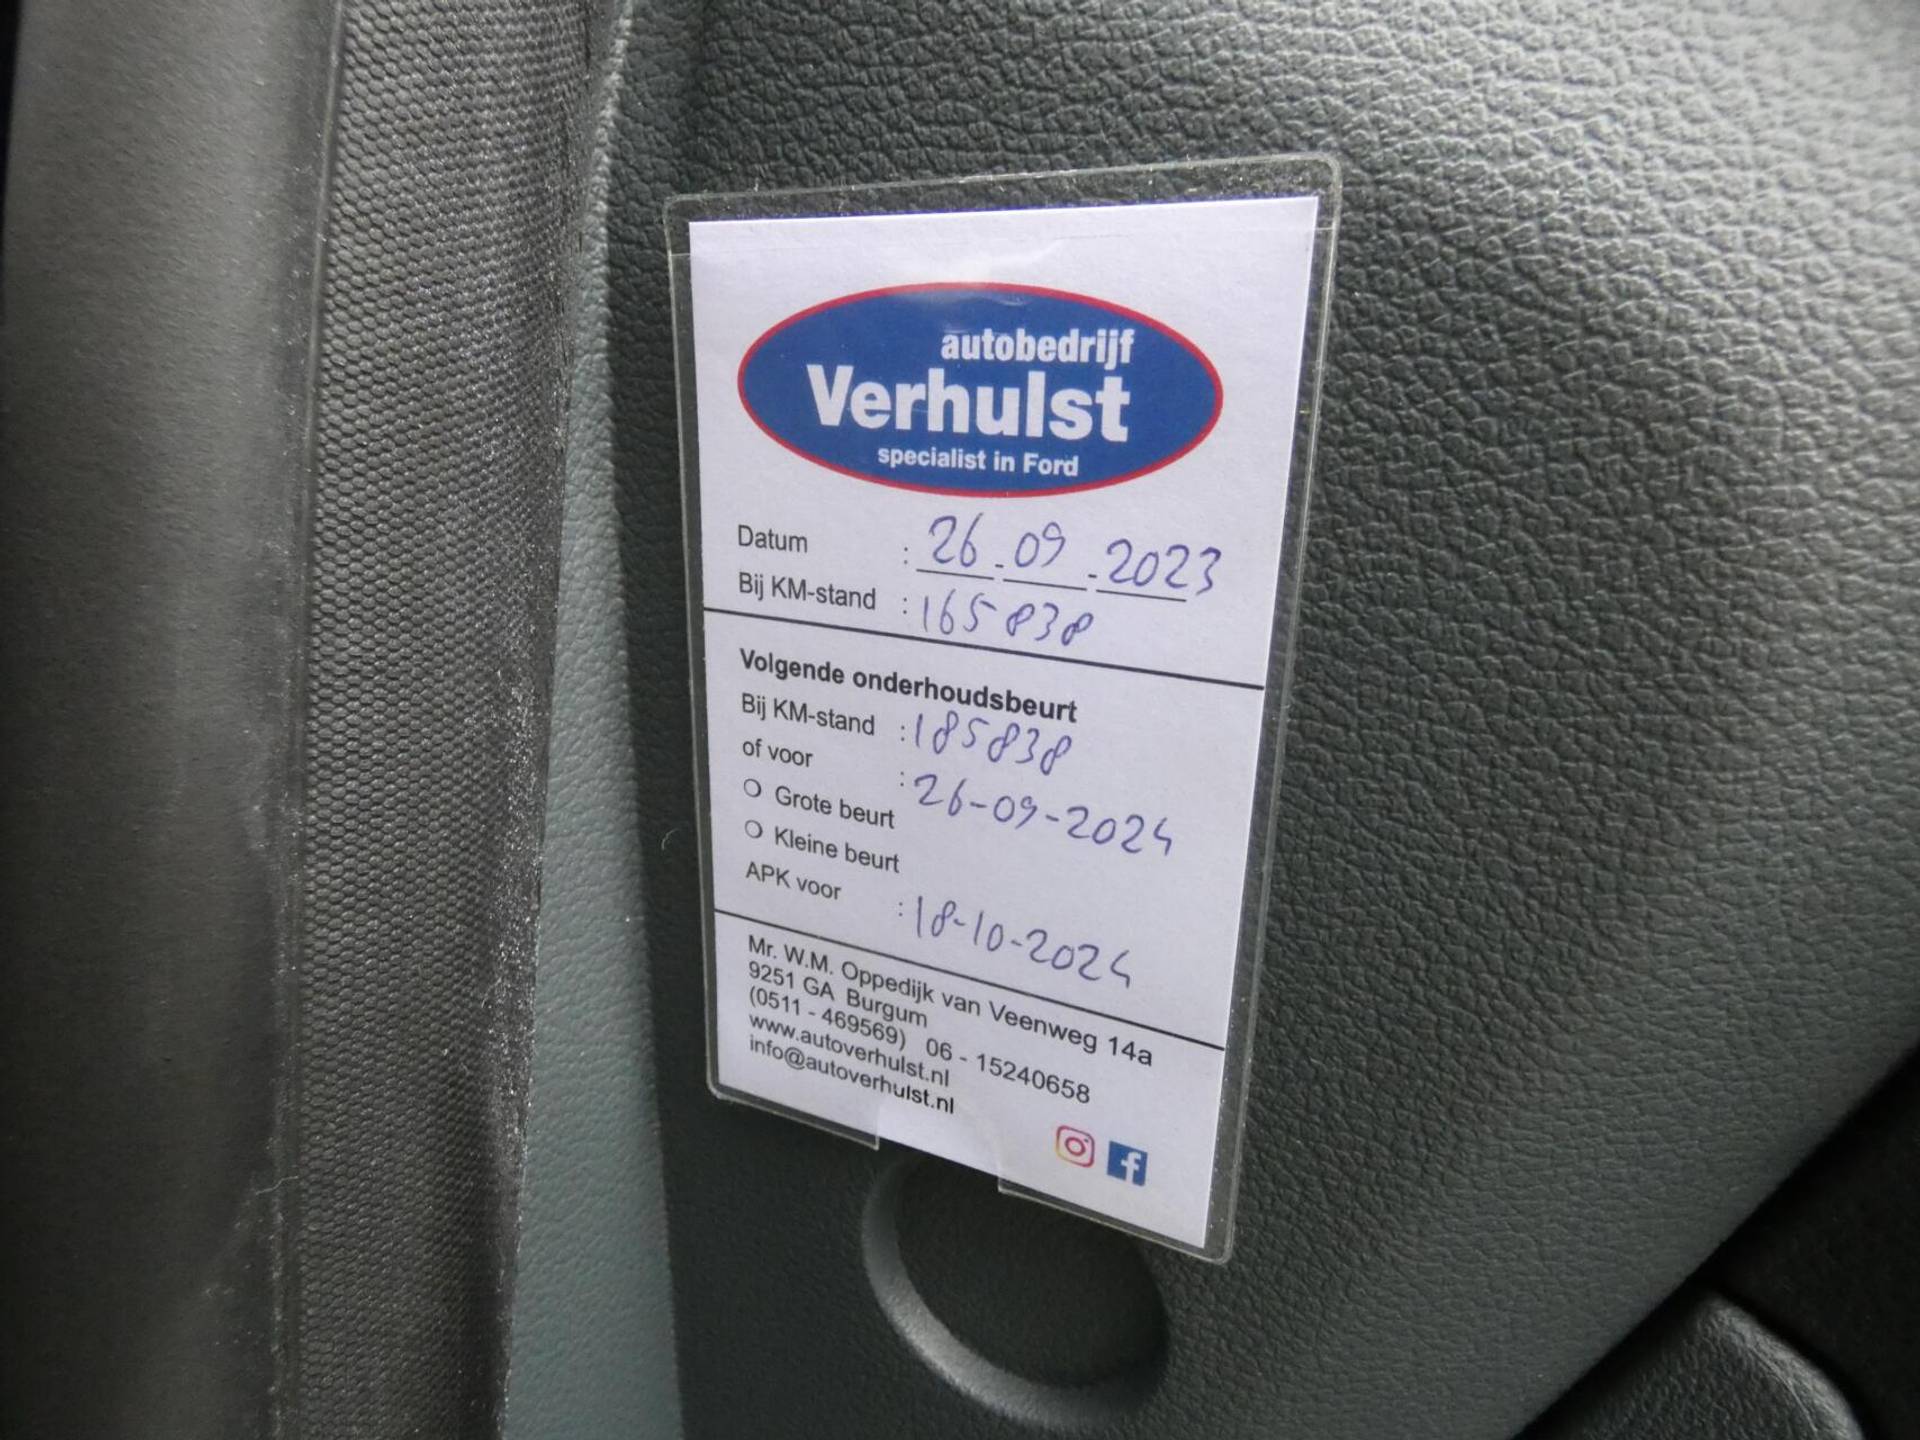 autobedrijf
Verhulst
specialist in Ford
Datum : 26 - 09 - 2023
Bij KM-stand : 165838
Volgende onderhoudsbeurt
Bij KM-stand : 185838
of voor : 26-09-2024
Grote beurt
Kleine beurt
APK voor : 18-10-2024
Mr. W.M. Oppedijk van Veenweg 14a
9251 GA Burgum
(0511 - 469569) 06 - 15240658
www.autoverhulst.nl
info@autoverhulst.nl